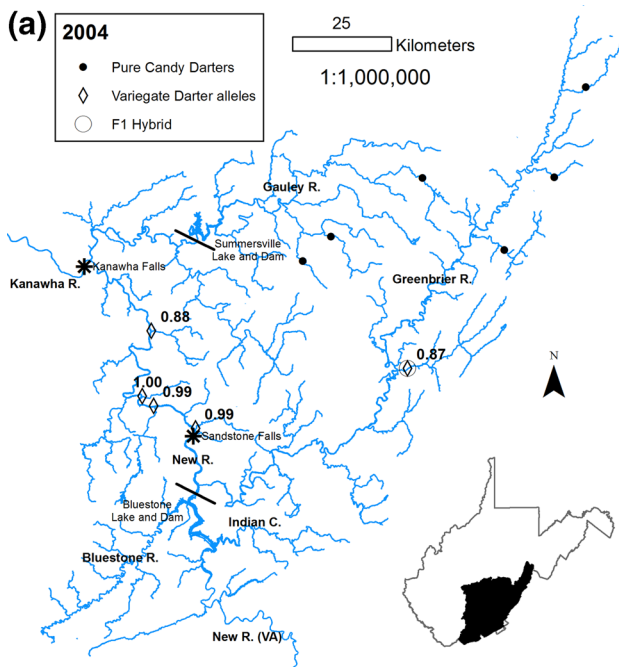 (a)
2004
Pure Candy Darters
Variegate Darter alleles
F1 Hybrid
25
Kilometers
1:1,000,000
Gauley R.
Summersville
Lake and Dam
Kanawha Falls
Kanawha R.
Greenbrier R.
0.88
0.87
N
1.00
0.99
0.99
Sandstone Falls
New R.
Bluestone
Lake and Dam
Indian C.
Bluestone R.
New R. (VA)